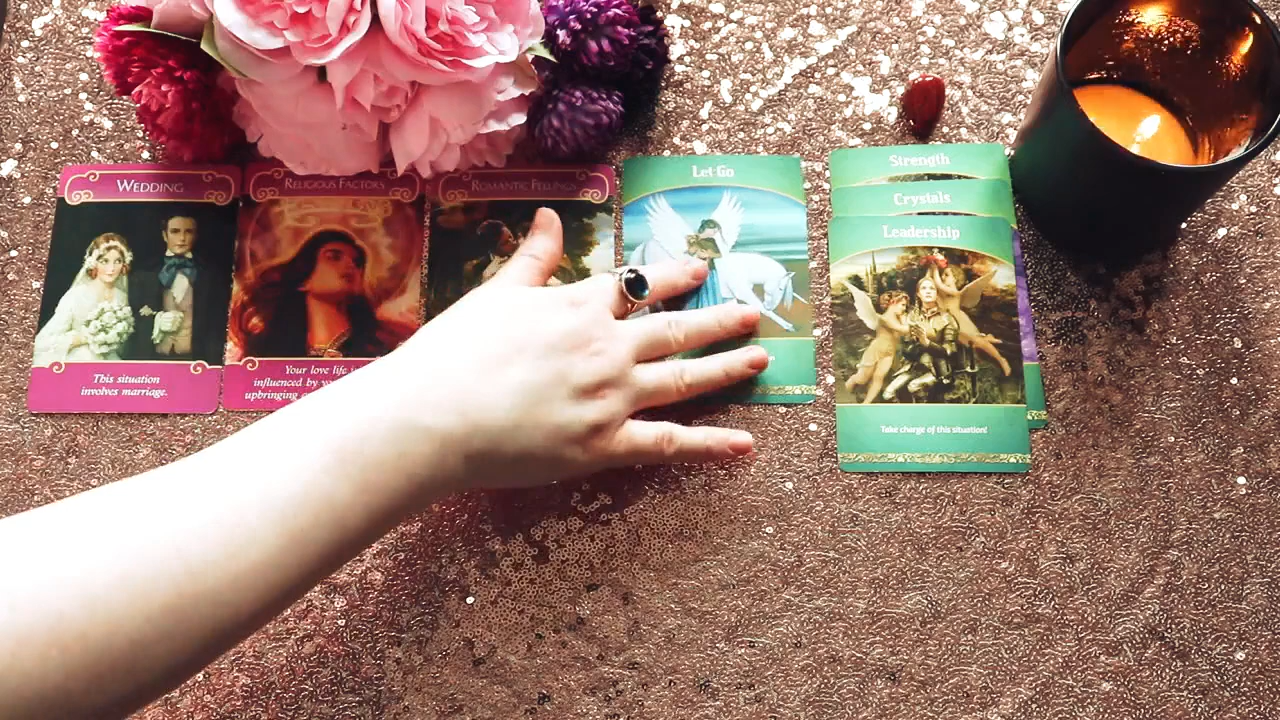 WEDDING
This situation
involves marriage.
RELIGIOUS FACTORS
Your love life
influenced by
upbringing
ROMANTIC FEELINGS
Let Go
Strength
Crystals
Leadership
Take charge of this situation!